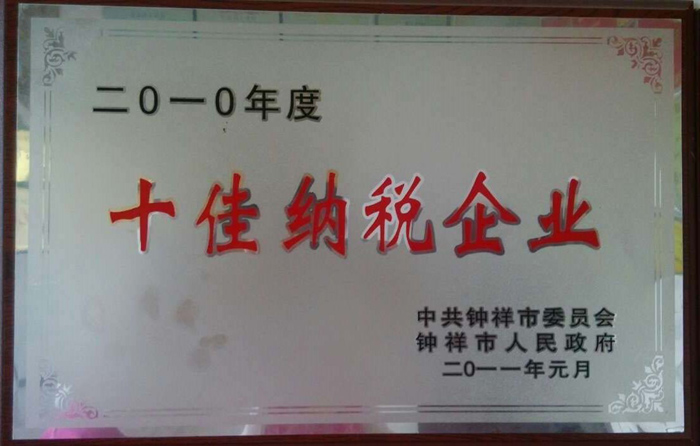 二0一0年度
十佳纳税企业
中共钟祥市委员会
钟祥市人民政府
二0一一年元月